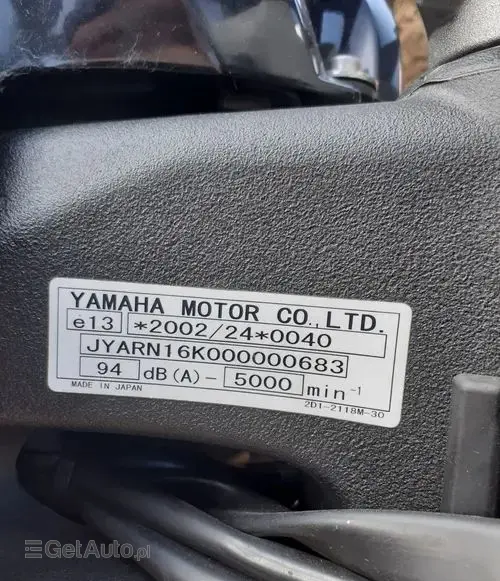 YAMAHA MOTOR CO.,LTD.
e13 *2002/24*0040
JYARN16K000000683
94 dB(A)- 5000 min⁻¹
MADE IN JAPAN 2D1-2118M-30
GetAuto.pl